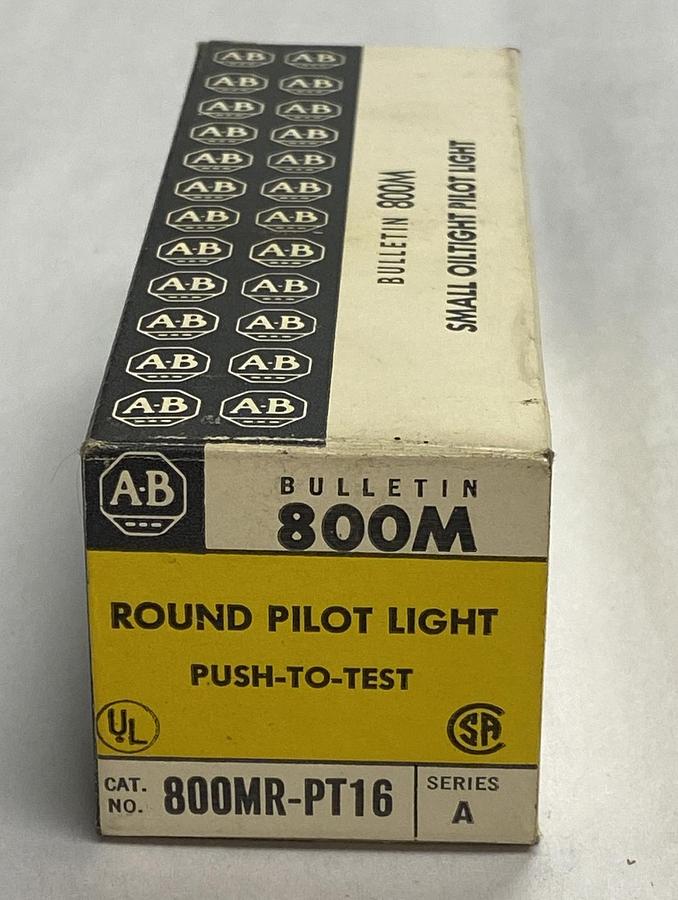 A-B A-B
A-B A-B
A-B A-B
A-B A-B
A-B A-B
A-B A-B
A-B A-B
A-B A-B
A-B A-B
A-B A-B
A-B A-B
A-B A-B
BULLETIN 800M
SMALL OILTIGHT PILOT LIGHT
A-B
BULLETIN
800M
ROUND PILOT LIGHT
PUSH-TO-TEST
UL
SA
CAT. NO. 800MR-PT16
SERIES A